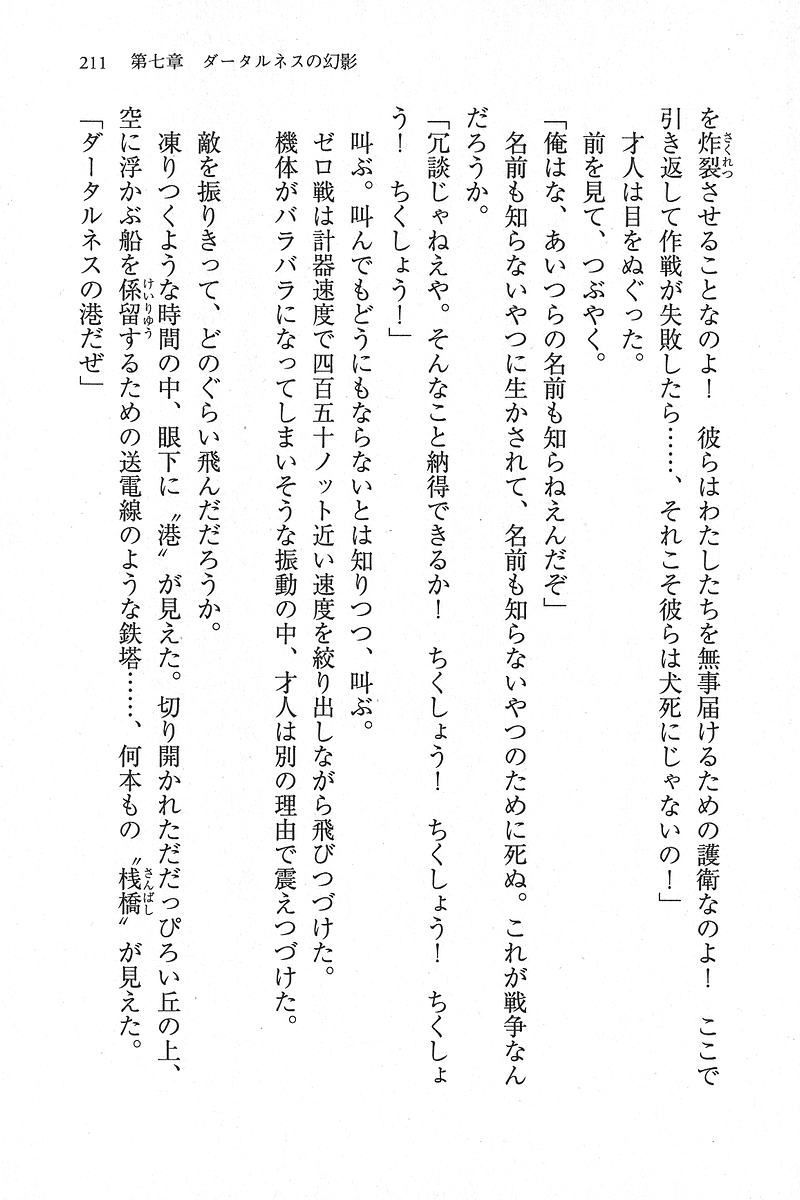 211　第七章　ダータルネスの幻影
を炸裂させることなのよ！　彼らはわたしたちを無事届けるための護衛なのよ！　ここで
引き返して作戦が失敗したら……、それこそ彼らは犬死にじゃないの！」
　才人は目をぬぐった。
　前を見て、つぶやく。
「俺はな、あいつらの名前も知らねえんだぞ」
　名前も知らないやつに生かされて、名前も知らないやつのために死ぬ。これが戦争なん
だろうか。
「冗談じゃねえや。そんなこと納得できるか！　ちくしょう！　ちくしょう！　ちくしょ
う！　ちくしょう！」
　叫ぶ。叫んでもどうにもならないとは知りつつ、叫ぶ。
　ゼロ戦は計器速度で四百五十ノット近い速度を絞り出しながら飛びつづけた。
　機体がバラバラになってしまいそうな振動の中、才人は別の理由で震えつづけた。
　敵を振りきって、どのぐらい飛んだだろうか。
　凍りつくような時間の中、眼下に〝港〟が見えた。切り開かれただだっぴろい丘の上、
空に浮かぶ船を係留するための送電線のような鉄塔……、何本もの〝桟橋〟が見えた。
「ダータルネスの港だぜ」
さくれつ
けいりゆう
さんばし